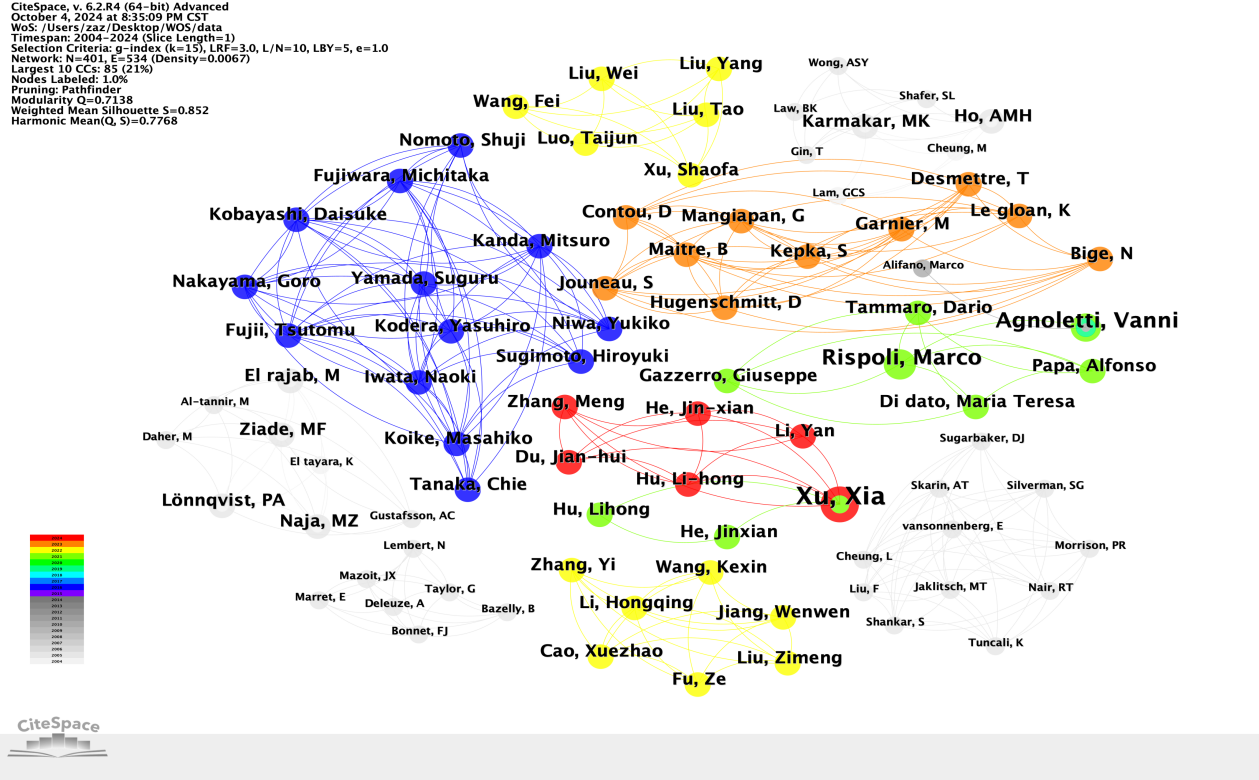 CiteSpace, v. 6.2.R4 (64-bit) Advanced
October 4, 2024 at 8:35:09 PM CST
WoS: /Users/zaz/Desktop/WOS/data
Timespan: 2004-2024 (Slice Length=1)
Selection Criteria: g-index (k=15), LRF=3.0, L/N=10, LBY=5, e=1.0
Network: N=401, E=534 (Density=0.0067)
Largest 10 CCs: 85 (21%)
Nodes Labeled: 1.0%
Pruning: Pathfinder
Modularity Q=0.7138
Weighted Mean Silhouette S=0.852
Harmonic Mean(Q, S)=0.7768
Liu, Yang
Liu, Wei
Wang, Fei
Liu, Tao
Luo, Taijun
Xu, Shaofa
Wong, ASY
Shafer, SL
Law, BK
Karmakar, MK
Ho, AMH
Gin, T
Cheung, M
Lam, GCS
Nomoto, Shuji
Fujiwara, Michitaka
Kobayashi, Daisuke
Kanda, Mitsuro
Nakayama, Goro
Yamada, Suguru
Fujii, Tsutomu
Kodera, Yasuhiro
Niwa, Yukiko
Sugimoto, Hiroyuki
Iwata, Naoki
Koike, Masahiko
Tanaka, Chie
Desmettre, T
Contou, D
Mangiapan, G
Garnier, M
Le gloan, K
Maitre, B
Kepka, S
Bige, N
Jouneau, S
Hugenschmitt, D
Alifano, Marco
Tammaro, Dario
Agnoletti, Vanni
Rispoli, Marco
Papa, Alfonso
Gazzerro, Giuseppe
Di dato, Maria Teresa
Zhang, Meng
He, Jin-xian
Li, Yan
Du, Jian-hui
Hu, Li-hong
Xu, Xia
Hu, Lihong
He, Jinxian
El rajab, M
Al-tannir, M
Daher, M
Ziade, MF
El tayara, K
Lönnqvist, PA
Naja, MZ
Gustafsson, AC
Lembert, N
Mazoit, JX
Taylor, G
Marret, E
Deleuze, A
Bazelly, B
Bonnet, FJ
Zhang, Yi
Wang, Kexin
Li, Hongqing
Jiang, Wenwen
Cao, Xuezhao
Liu, Zimeng
Fu, Ze
Sugarbaker, DJ
Skarin, AT
Silverman, SG
vansonnenberg, E
Morrison, PR
Cheung, L
Liu, F
Jaklitsch, MT
Nair, RT
Shankar, S
Tuncali, K
CiteSpace